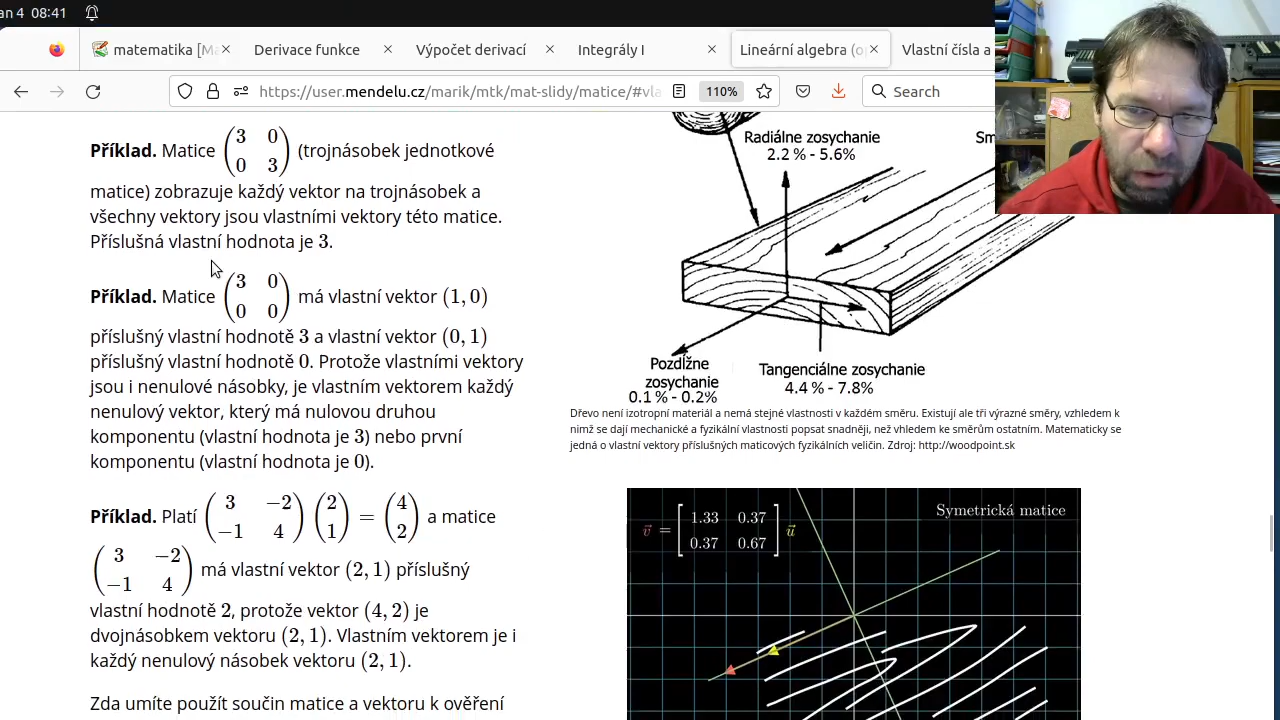 an 4 08:41
matematika [Ma
Derivace funkce
Výpočet derivací
Integrály I
Lineární algebra (op
Vlastní čísla a
https://user.mendelu.cz/marik/mtk/mat-slidy/matice/#vla
110%
Search
Příklad. Matice (3 0 0 3) (trojnásobek jednotkové
matice) zobrazuje každý vektor na trojnásobek a
všechny vektory jsou vlastními vektory této matice.
Příslušná vlastní hodnota je 3.
Příklad. Matice (3 0 0 0) má vlastní vektor (1, 0)
příslušný vlastní hodnotě 3 a vlastní vektor (0, 1)
příslušný vlastní hodnotě 0. Protože vlastními vektory
jsou i nenulové násobky, je vlastním vektorem každý
nenulový vektor, který má nulovou druhou
komponentu (vlastní hodnota je 3) nebo první
komponentu (vlastní hodnota je 0).
Příklad. Platí (3 −2 −1 4) (2 1) = (4 2) a matice
(3 −2 −1 4) má vlastní vektor (2, 1) příslušný
vlastní hodnotě 2, protože vektor (4, 2) je
dvojnásobkem vektoru (2, 1). Vlastním vektorem je i
každý nenulový násobek vektoru (2, 1).
Zda umíte použít součin matice a vektoru k ověření
Radiálne zosychanie
2.2 % - 5.6%
Sm
Pozdĺžne
zosychanie
0.1 % - 0.2%
Tangenciálne zosychanie
4.4 % - 7.8%
Dřevo není izotropní materiál a nemá stejné vlastnosti v každém směru. Existují ale tři výrazné směry, vzhledem k
nimž se dají mechanické a fyzikální vlastnosti popsat snadněji, než vhledem ke směrům ostatním. Matematicky se
jedná o vlastní vektory příslušných maticových fyzikálních veličin. Zdroj: http://woodpoint.sk
Symetrická matice
v = [1.33 0.37 0.37 0.67] u